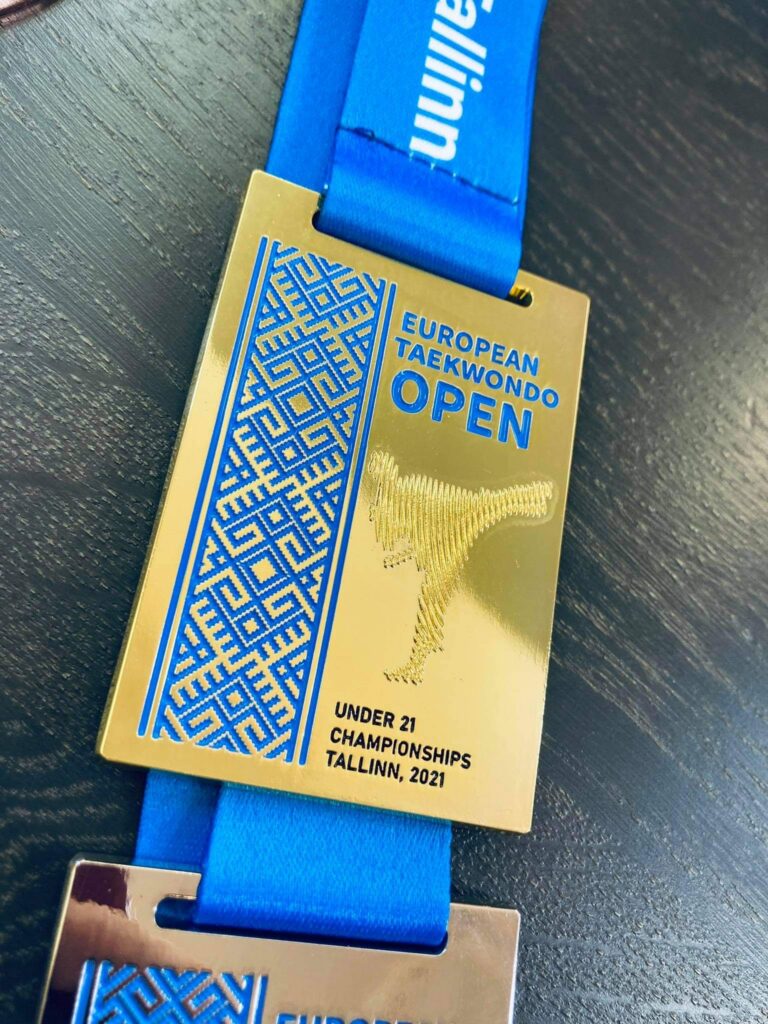 Tallinn
EUROPEAN
TAEKWONDO
OPEN
UNDER 21
CHAMPIONSHIPS
TALLINN, 2021